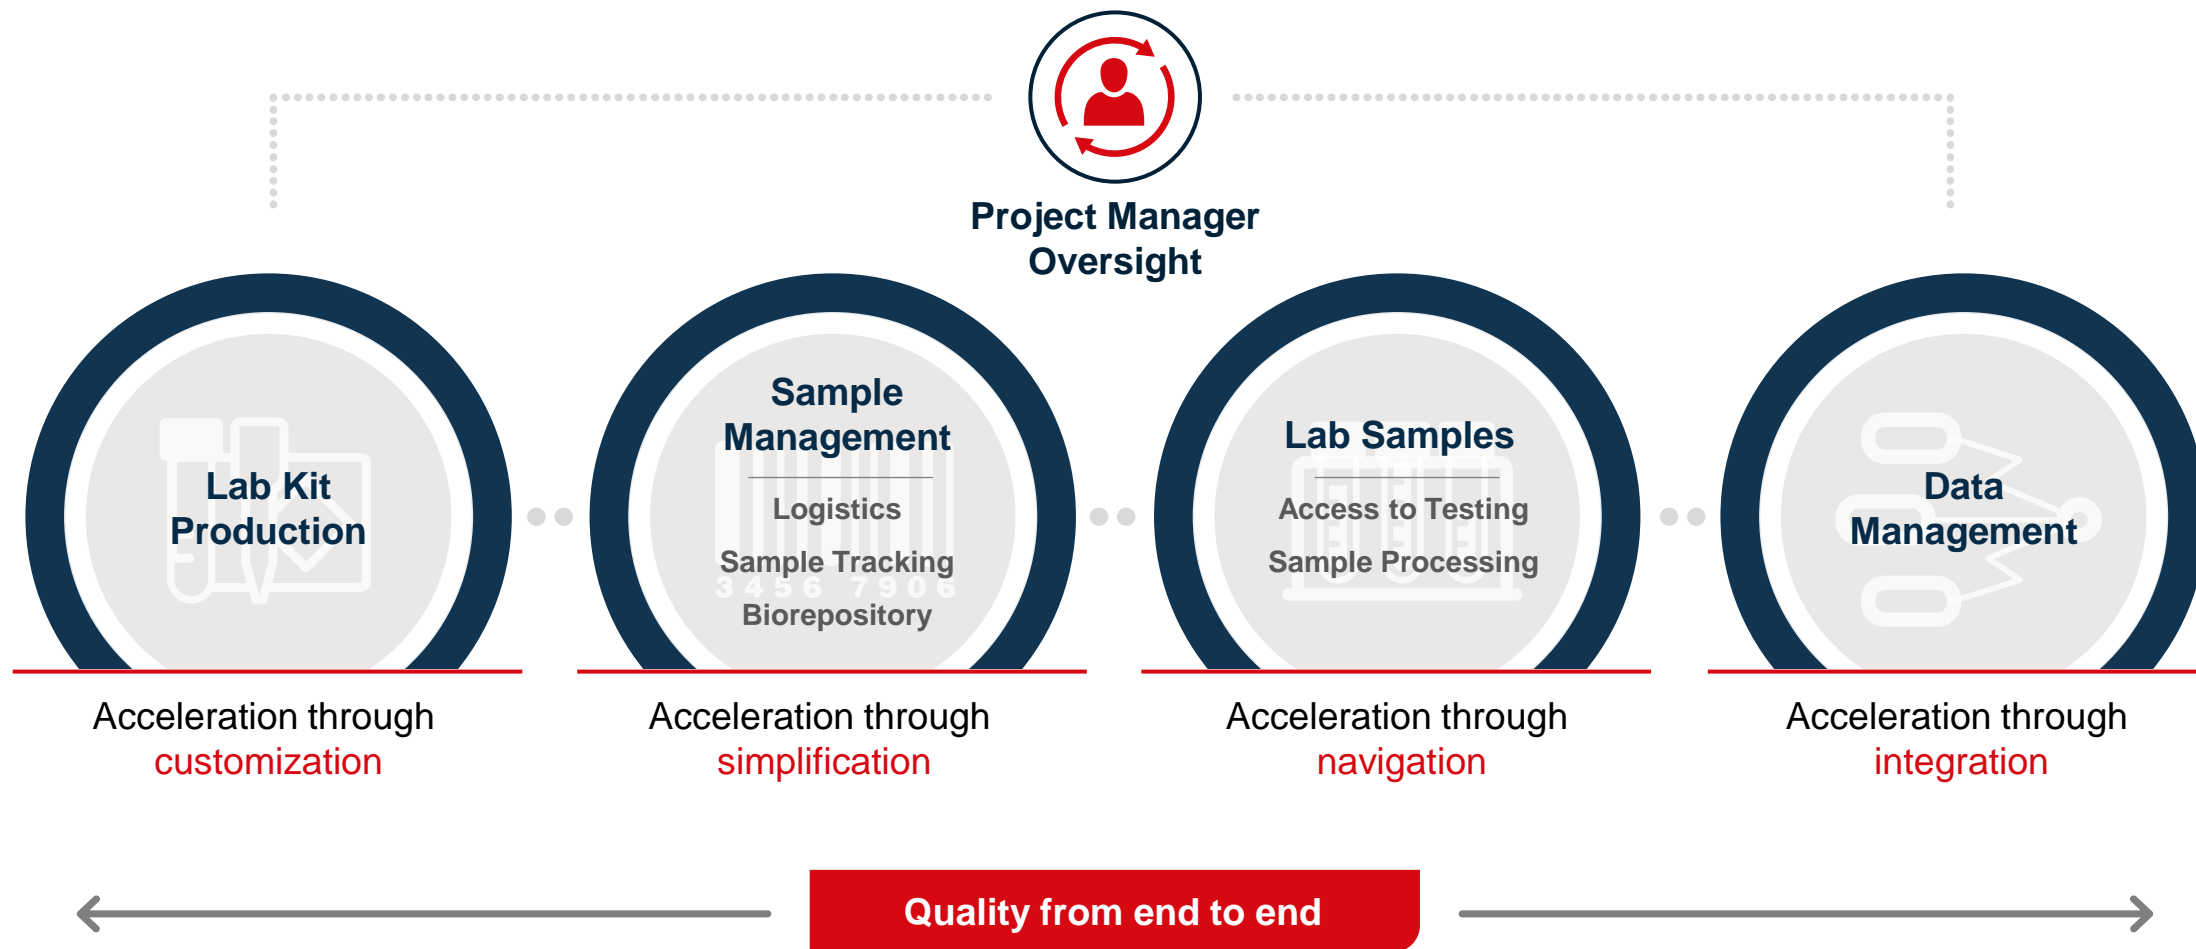 Project Manager
Oversight
Lab Kit
Production
Sample
Management
Logistics
Sample Tracking
3456 7906
Biorepository
Lab Samples
Access to Testing
Sample Processing
Data
Management
Acceleration through
customization
Acceleration through
simplification
Acceleration through
navigation
Acceleration through
integration
Quality from end to end